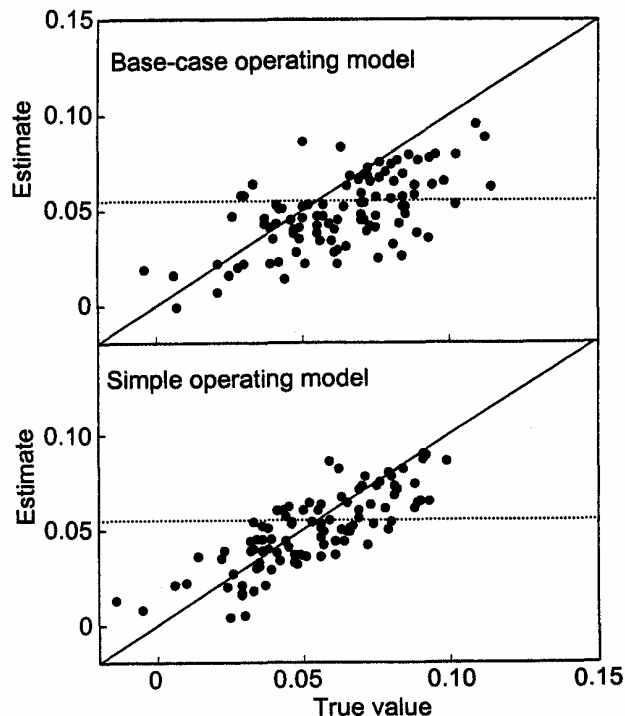 0.15
Base-case operating model
0.10
Estimate
0.05
0
Simple operating model
0.10
Estimate
0.05
0
0 0.05 0.10 0.15
True value